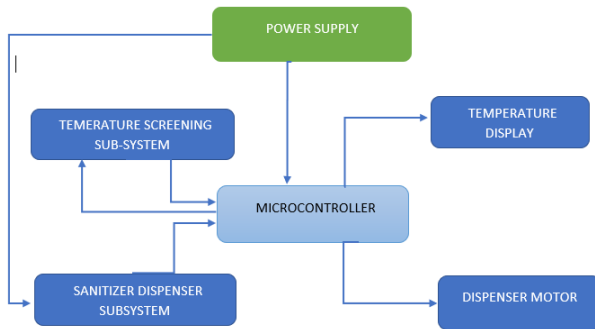 POWER SUPPLY
TEMERATURE SCREENING
SUB-SYSTEM
TEMPERATURE
DISPLAY
MICROCONTROLLER
SANITIZER DISPENSER
SUBSYSTEM
DISPENSER MOTOR